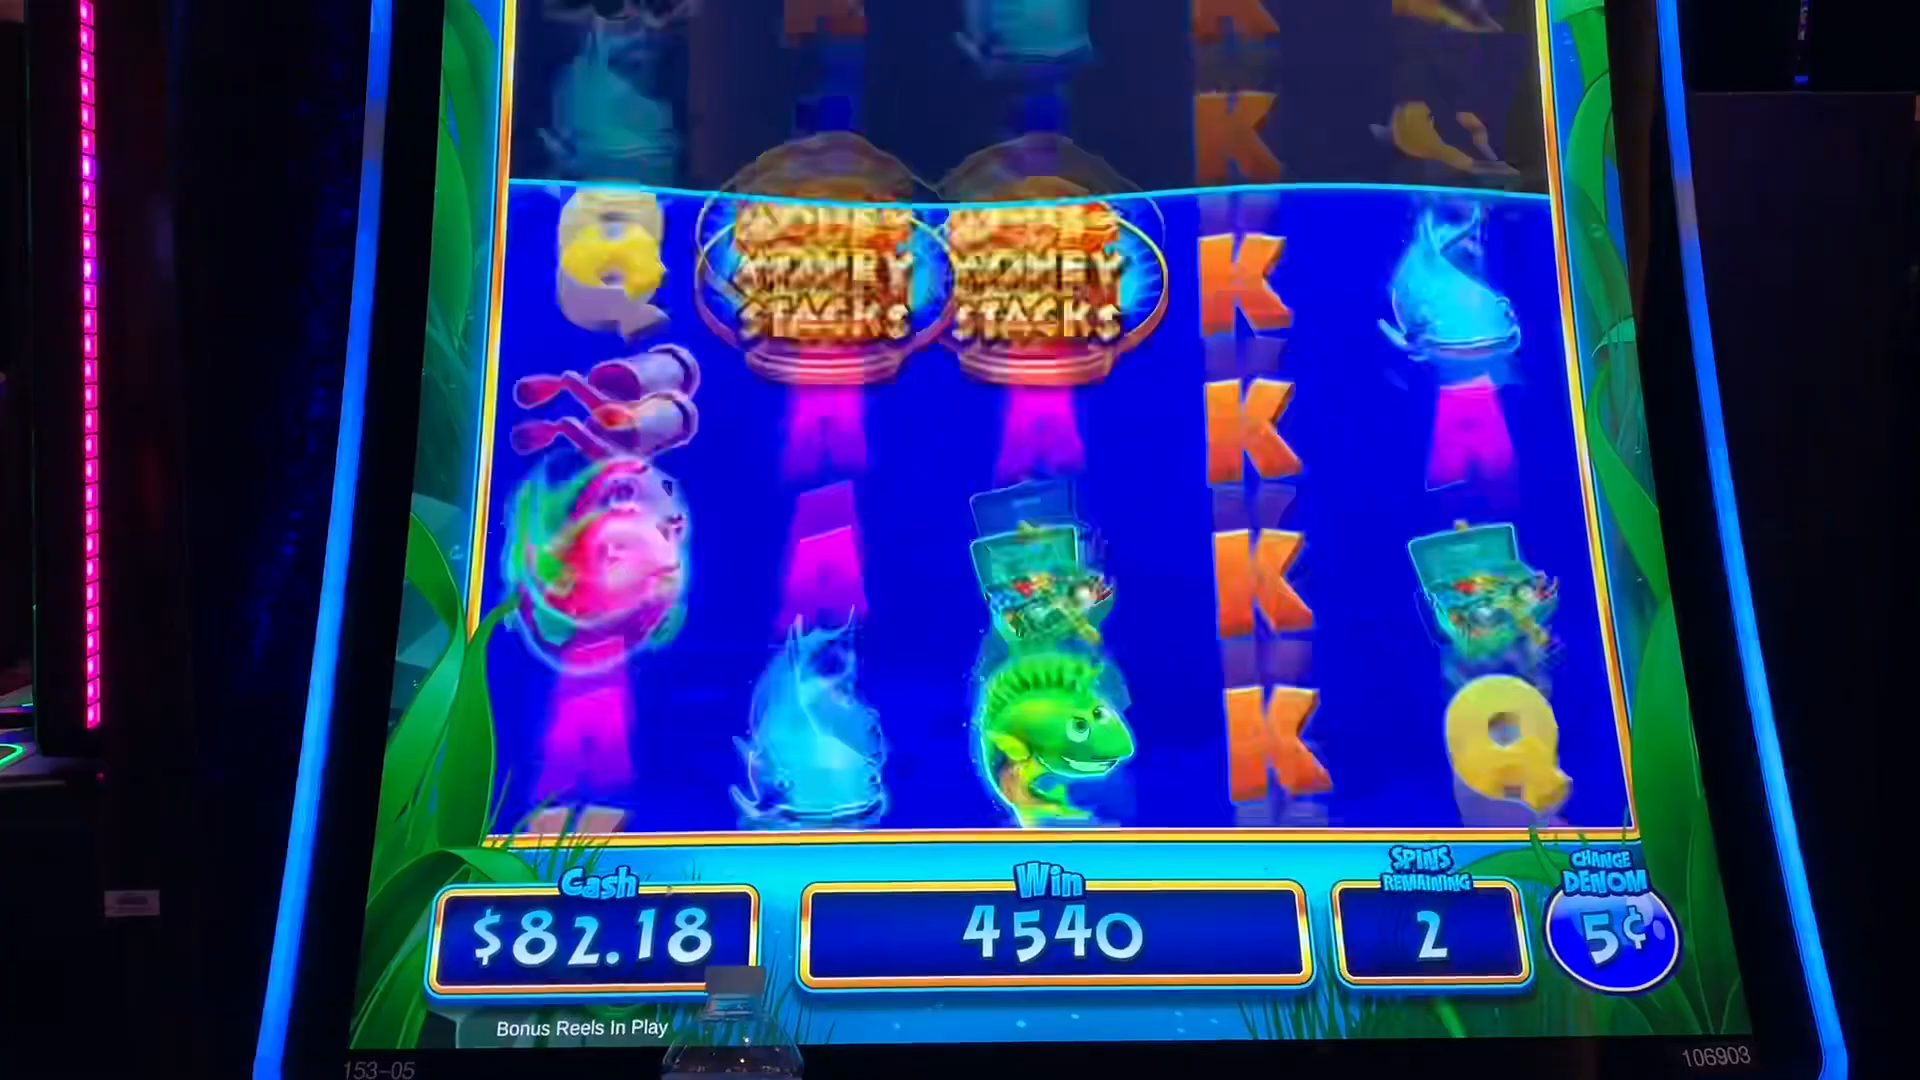 K
K
Q
MONEY
STACKS
MONEY
STACKS
K
K
A
A
A
A
K
A
K
Q
K
Cash
$82.18
Win
4540
SPINS
REMAINING
2
CHANGE
DENOM
5¢
Bonus Reels In Play
153-05
106903